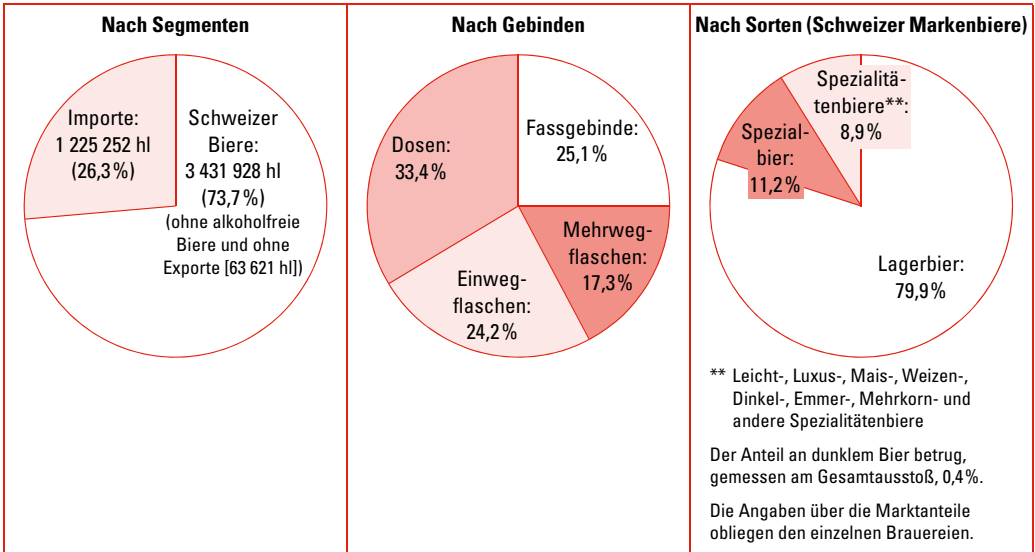 Nach Segmenten
Importe:
1 225 252 hl
(26,3 %)
Schweizer
Biere:
3 431 928 hl
(73,7 %)
(ohne alkoholfreie
Biere und ohne
Exporte [63 621 hl])
Nach Gebinden
Dosen:
33,4 %
Fassgebinde:
25,1 %
Mehrweg-
flaschen:
17,3 %
Einweg-
flaschen:
24,2 %
Nach Sorten (Schweizer Markenbiere)
Spezialitä-
tenbiere**:
8,9 %
Spezial-
bier:
11,2 %
Lagerbier:
79,9 %
** Leicht-, Luxus-, Mais-, Weizen-,
Dinkel-, Emmer-, Mehrkorn- und
andere Spezialitätenbiere
Der Anteil an dunklem Bier betrug,
gemessen am Gesamtausstoß, 0,4%.
Die Angaben über die Marktanteile
obliegen den einzelnen Brauereien.